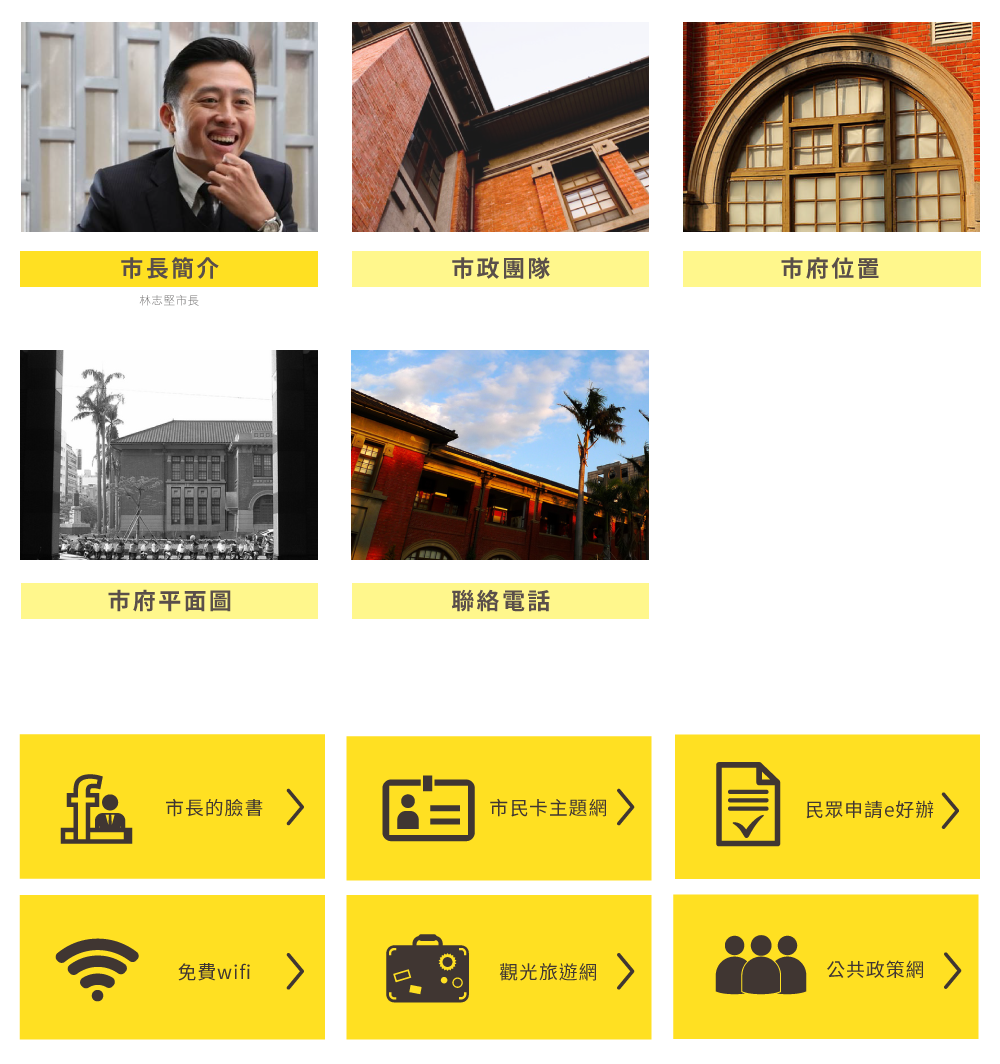 市長簡介
市政團隊
市府位置
林志堅市長
市府平面圖
聯絡電話
市長的臉書
市民卡主題網
民眾申請e好辦
免費wifi
觀光旅遊網
公共政策網